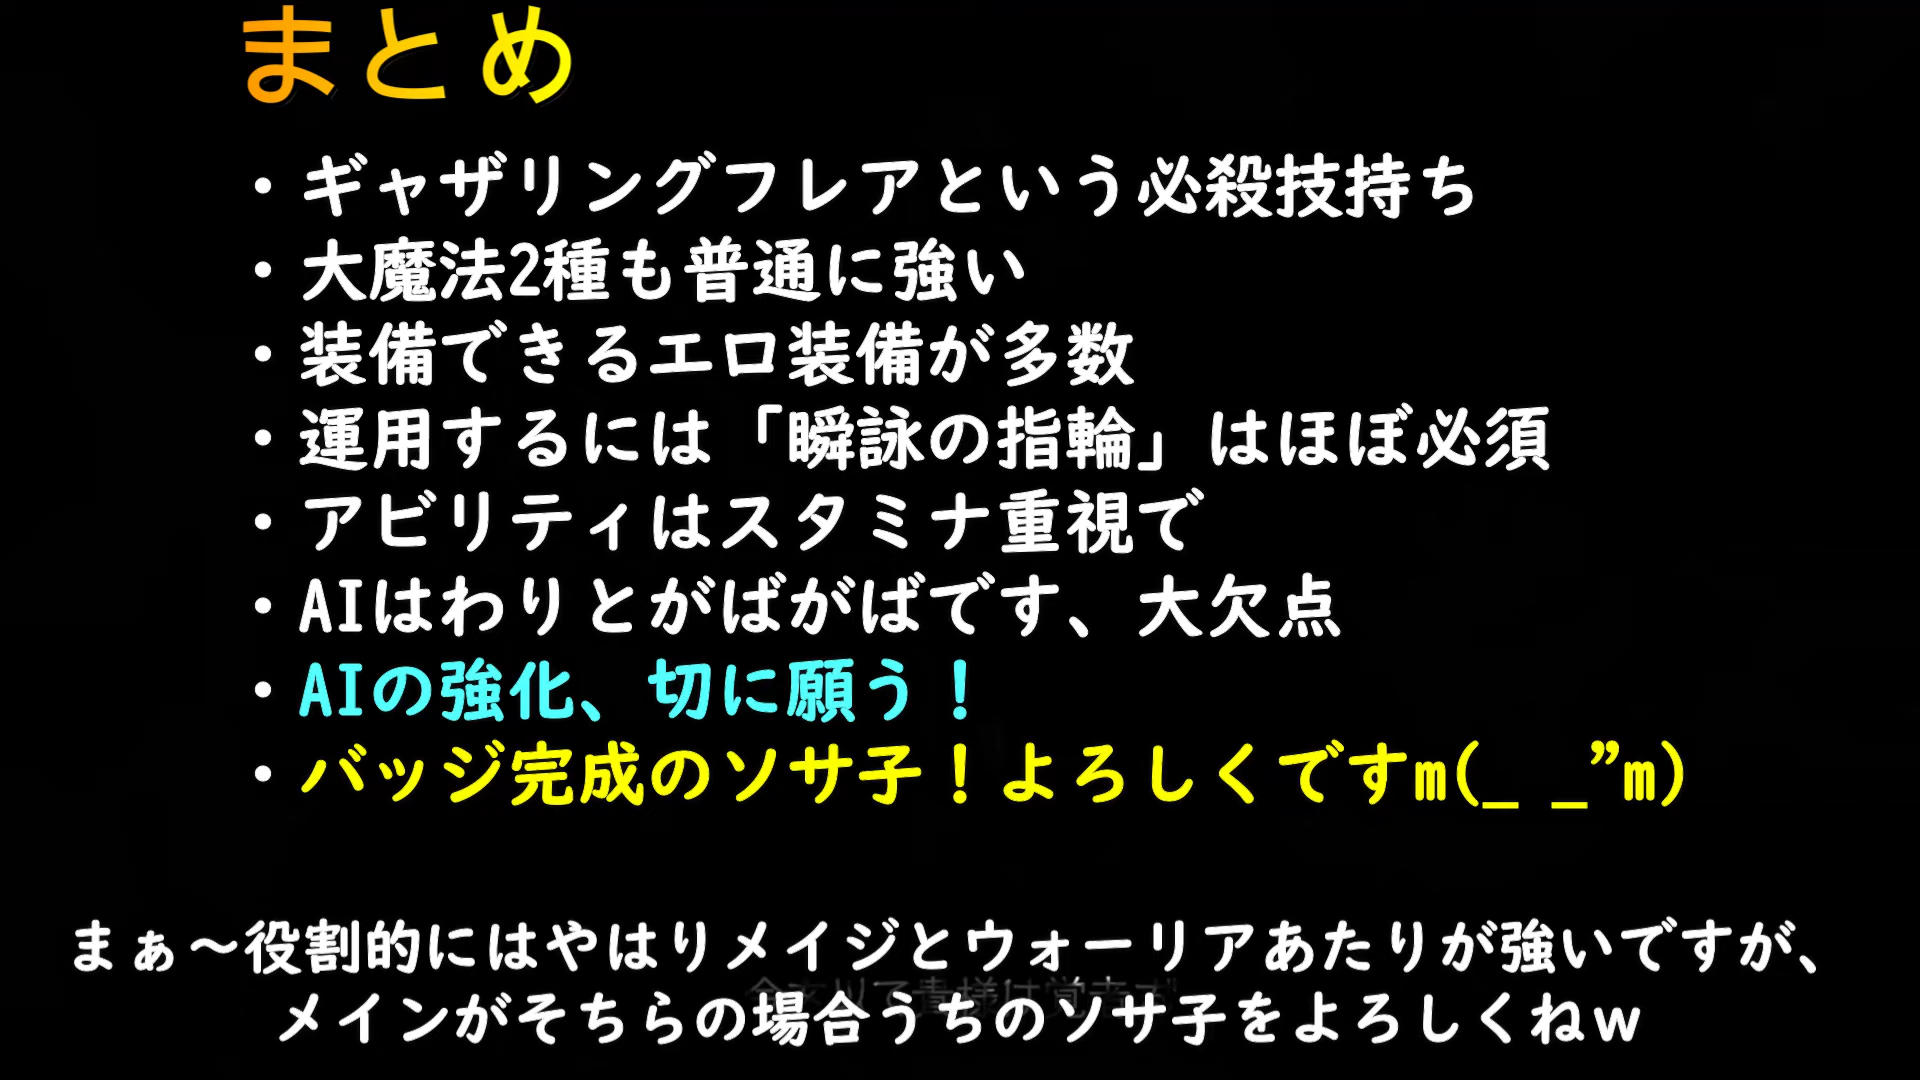 まとめ
・ギャザリングフレアという必殺技持ち
・大魔法2種も普通に強い
・装備できるエロ装備が多数
・運用するには「瞬詠の指輪」はほぼ必須
・アビリティはスタミナ重視で
・AIはわりとがばがばです、大欠点
・AIの強化、切に願う！
・バッジ完成のソサ子！よろしくですm(_ _”m)
まぁ～役割的にはやはりメイジとウォーリアあたりが強いですが、
メインがそちらの場合うちのソサ子をよろしくねｗ